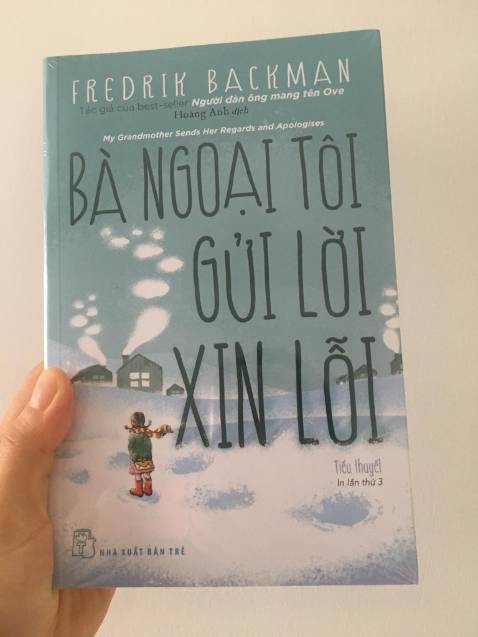 FREDRIK BACKMAN
Tác giả của best-seller Người đàn ông mang tên Ove
Hoàng Anh dịch
My Grandmother Sends Her Regards and Apologises
BÀ NGOẠI TÔI
GỬI LỜI
XIN LỖI
Tiểu thuyết
In lần thứ 3
NHÀ XUẤT BẢN TRẺ